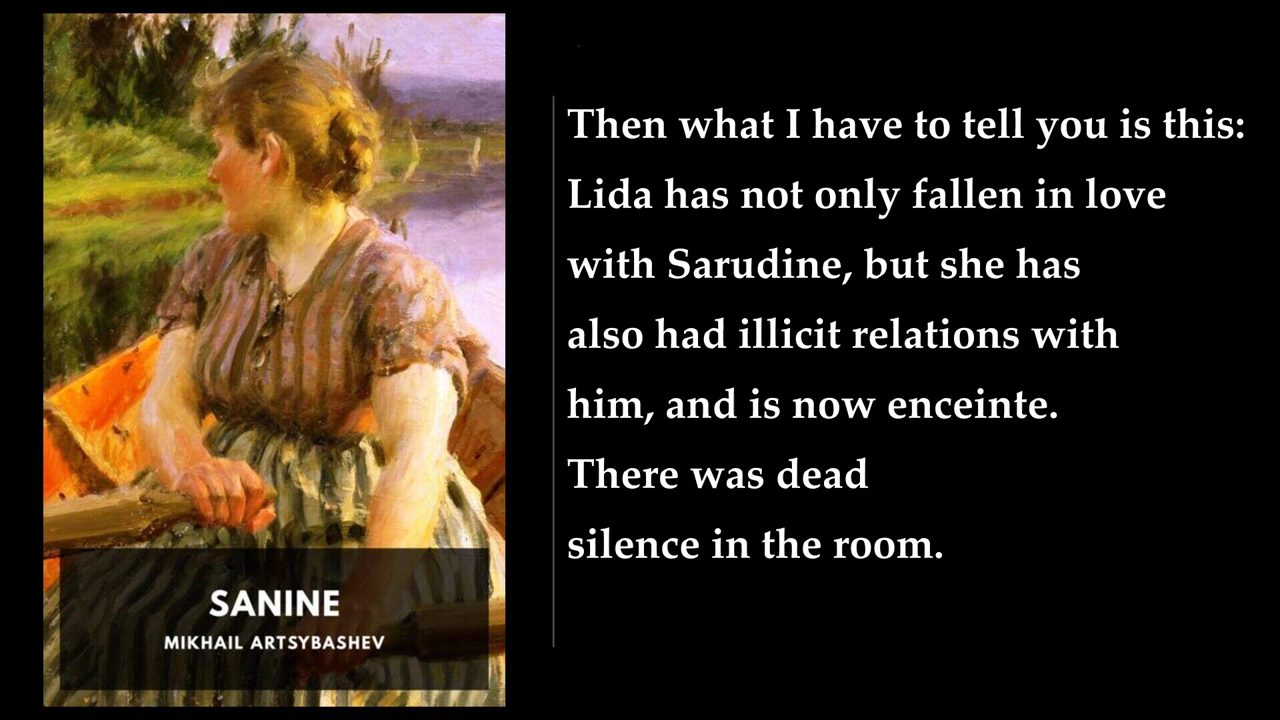 SANINE
MIKHAIL ARTSYBASHEV
Then what I have to tell you is this:
Lida has not only fallen in love
with Sarudine, but she has
also had illicit relations with
him, and is now enceinte.
There was dead
silence in the room.